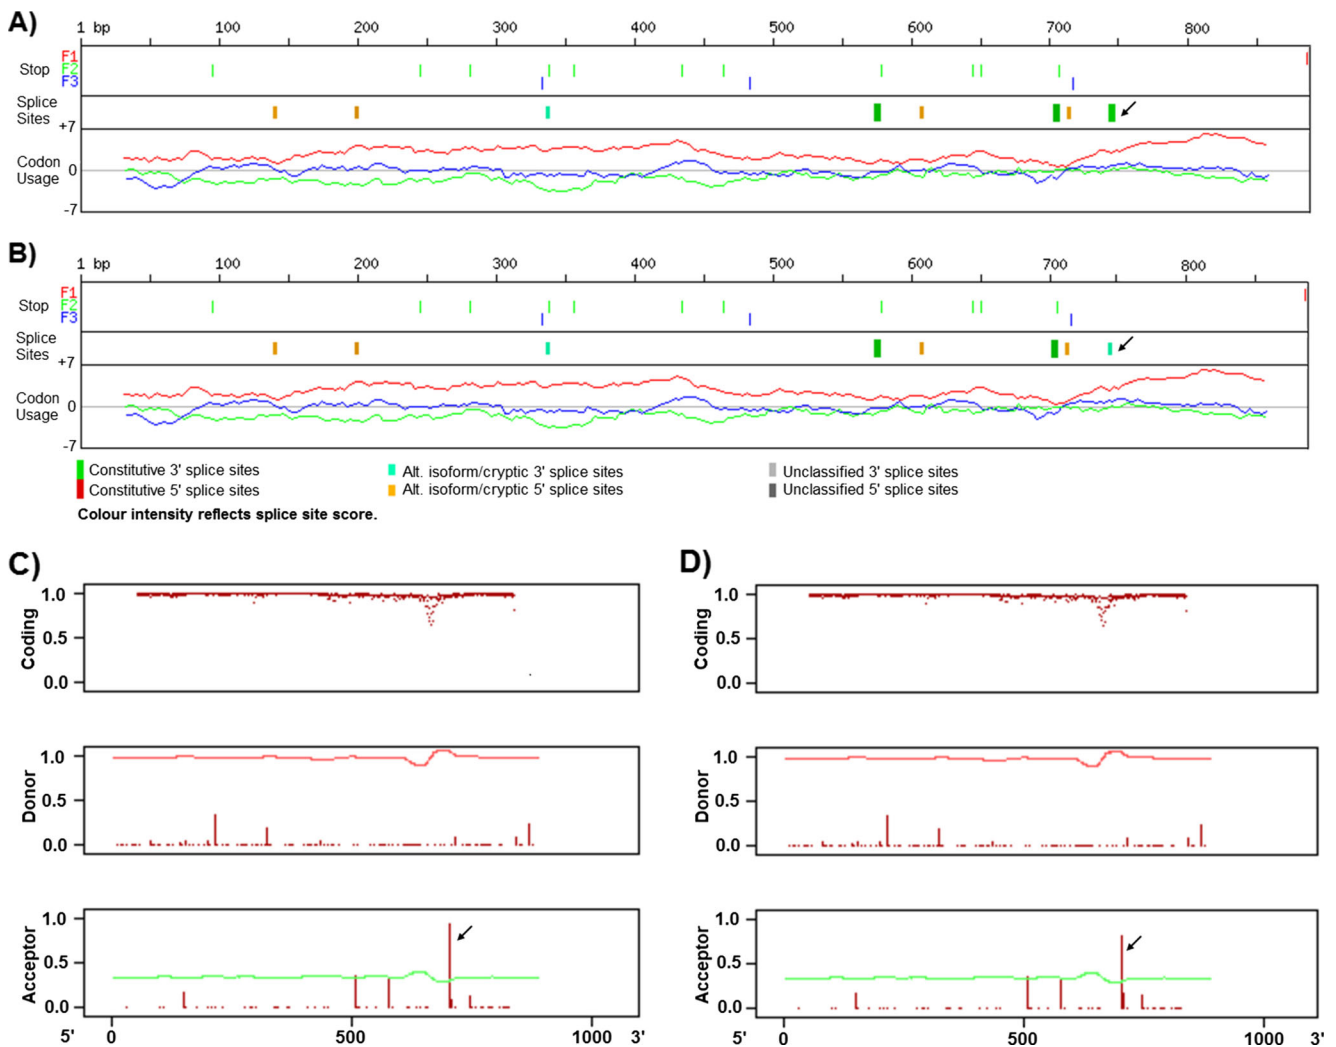 A)
1 bp 100 200 300 400 500 600 700 800
F1
Stop F2
F3
Splice
Sites
+7
Codon
Usage
0
-7
B)
1 bp 100 200 300 400 500 600 700 800
F1
Stop F2
F3
Splice
Sites
+7
Codon
Usage
0
-7
Constitutive 3' splice sites
Constitutive 5' splice sites
Alt. isoform/cryptic 3' splice sites
Alt. isoform/cryptic 5' splice sites
Unclassified 3' splice sites
Unclassified 5' splice sites
Colour intensity reflects splice site score.
C)
Coding
1.0
0.5
0.0
Donor
1.0
0.5
0.0
Acceptor
1.0
0.5
0.0
5' 0 500 1000 3'
D)
Coding
1.0
0.5
0.0
Donor
1.0
0.5
0.0
Acceptor
1.0
0.5
0.0
5' 0 500 1000 3'